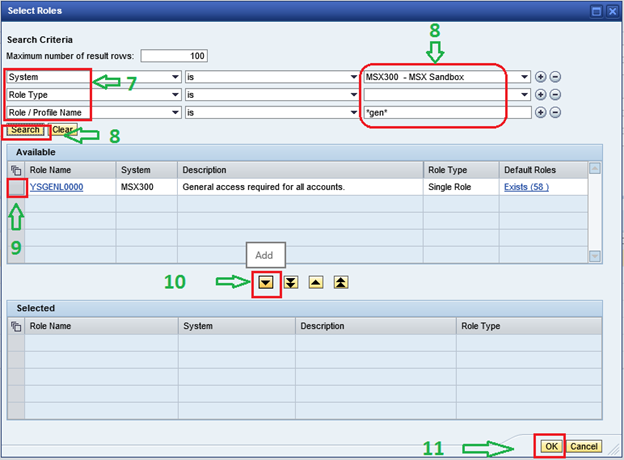 Select Roles
Search Criteria
8
Maximum number of result rows: 100
System is MSX300 - MSX Sandbox
7
Role Type is
Role / Profile Name is *gen*
Search Clear
8
Available
Role Name System Description Role Type Default Roles
YSGENL0000 MSX300 General access required for all accounts. Single Role Exists (58 )
9
Add
10
Selected
Role Name System Description Role Type
11
OK Cancel